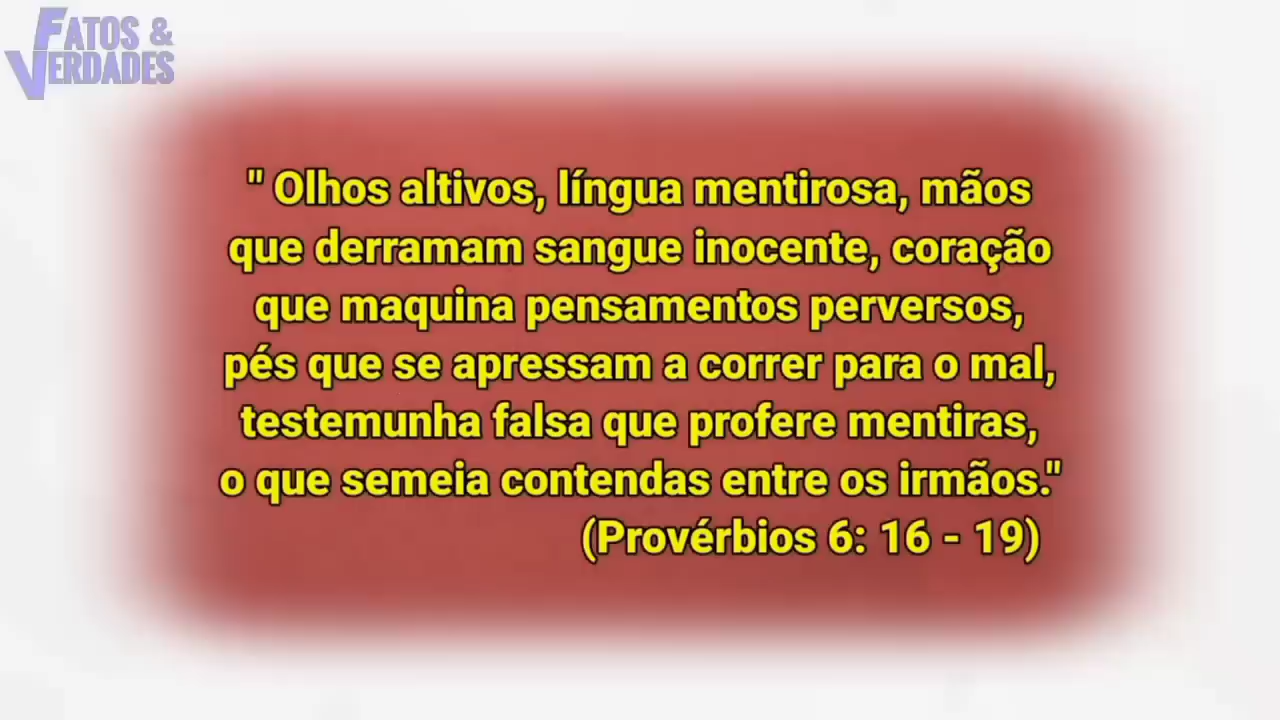 FATOS &
VERDADES
" Olhos altivos, língua mentirosa, mãos
que derramam sangue inocente, coração
que maquina pensamentos perversos,
pés que se apressam a correr para o mal,
testemunha falsa que profere mentiras,
o que semeia contendas entre os irmãos."
(Provérbios 6: 16 - 19)